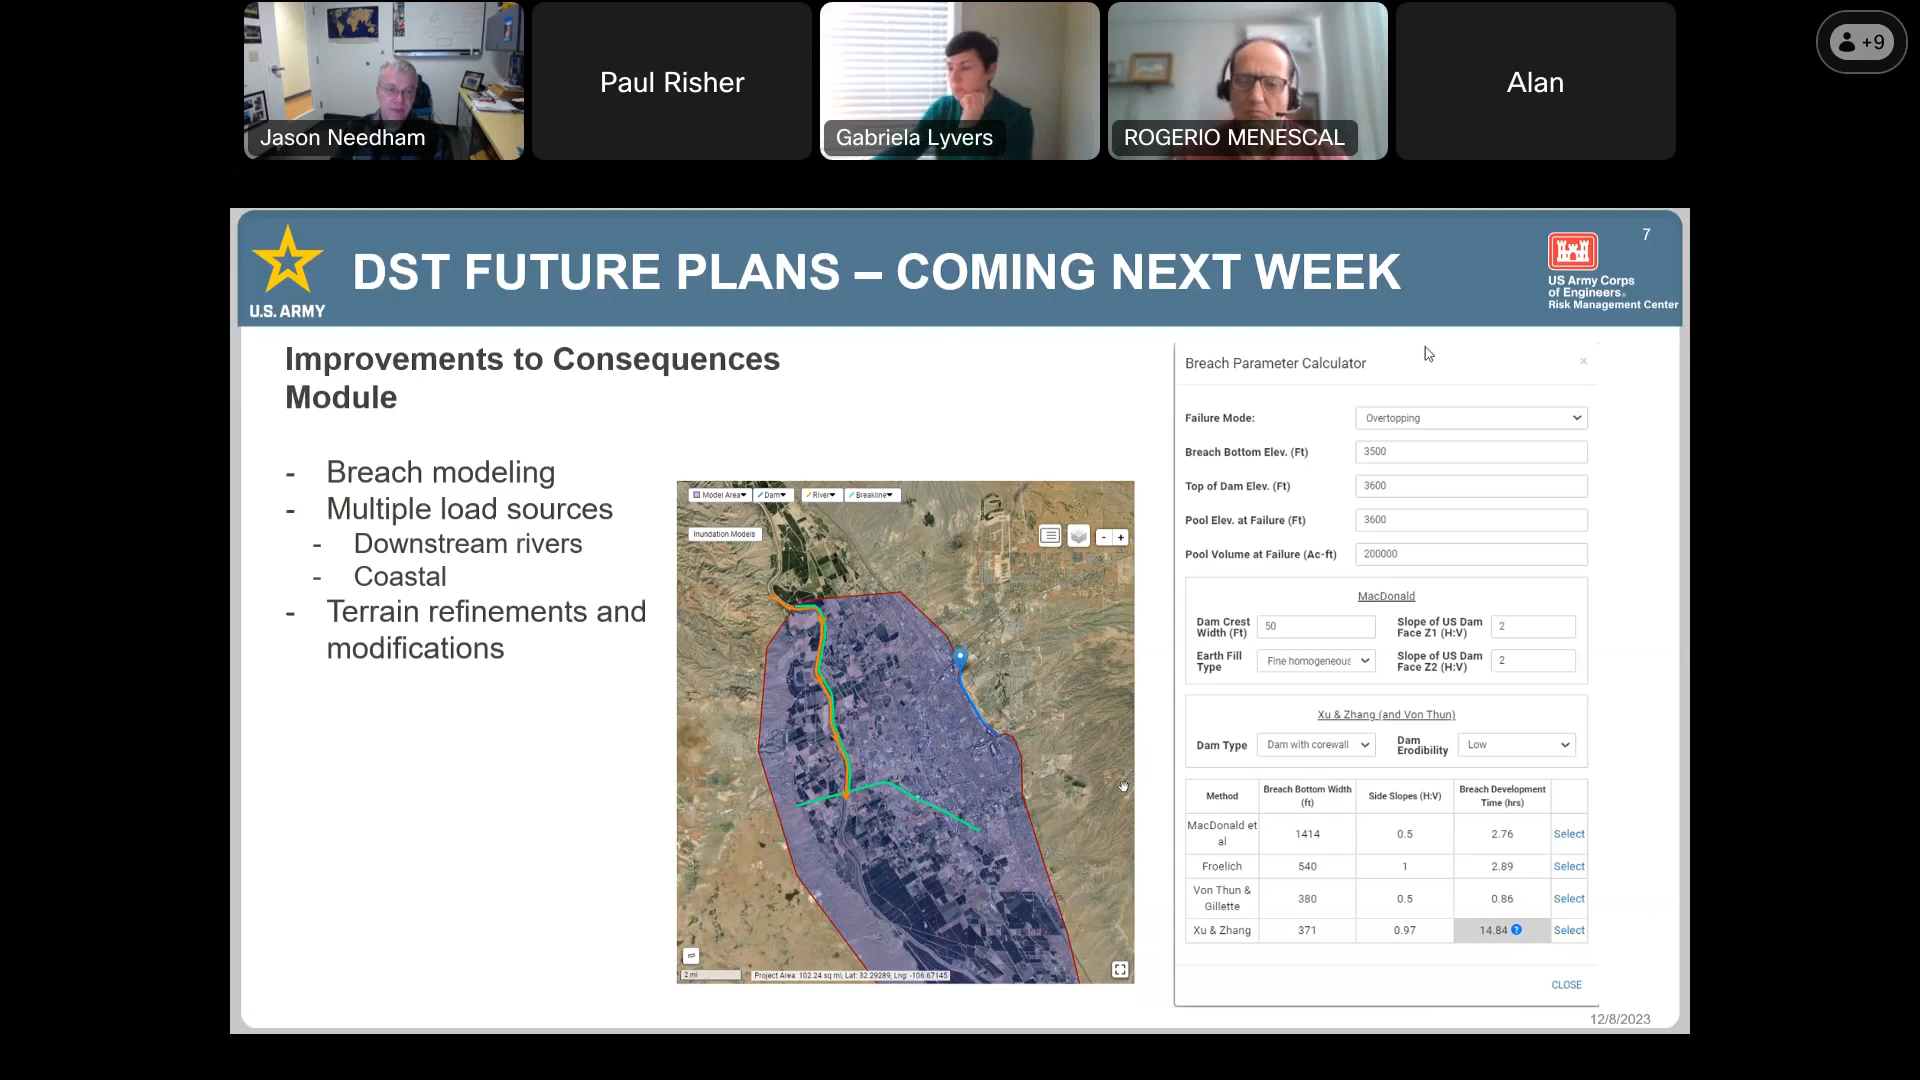 +9
Paul Risher
Alan
Jason Needham
Gabriela Lyvers
ROGERIO MENESCAL
7
DST FUTURE PLANS – COMING NEXT WEEK
U.S. ARMY
US Army Corps
of Engineers®
Risk Management Center
Improvements to Consequences
Module
- Breach modeling
- Multiple load sources
- Downstream rivers
- Coastal
- Terrain refinements and
modifications
Model Area Dam River Breakline
Inundation Models
- +
2 mi
Project Area: 102.24 sq mi, Lat: 32.29289, Lng: -106.67145
Breach Parameter Calculator ×
Failure Mode: Overtopping
Breach Bottom Elev. (Ft) 3500
Top of Dam Elev. (Ft) 3600
Pool Elev. at Failure (Ft) 3600
Pool Volume at Failure (Ac-ft) 200000
MacDonald
Dam Crest
Width (Ft) 50
Slope of US Dam
Face Z1 (H:V) 2
Earth Fill
Type Fine homogeneous
Slope of US Dam
Face Z2 (H:V) 2
Xu & Zhang (and Von Thun)
Dam Type Dam with corewall
Dam
Erodibility Low
Method
Breach Bottom Width
(ft)
Side Slopes (H:V)
Breach Development
Time (hrs)
MacDonald et
al
1414 0.5 2.76 Select
Froelich 540 1 2.89 Select
Von Thun &
Gillette
380 0.5 0.86 Select
Xu & Zhang 371 0.97 14.84 ? Select
CLOSE
12/8/2023